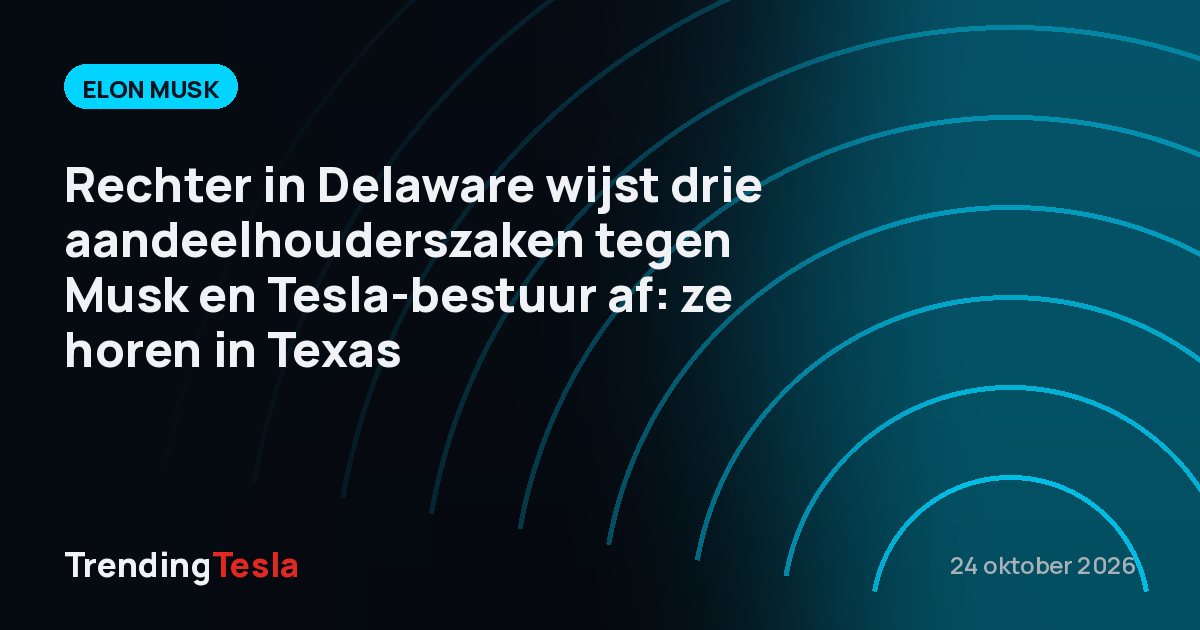 ELON MUSK
Rechter in Delaware wijst drie
aandeelhouderszaken tegen
Musk en Tesla-bestuur af: ze
horen in Texas
TrendingTesla
24 oktober 2026